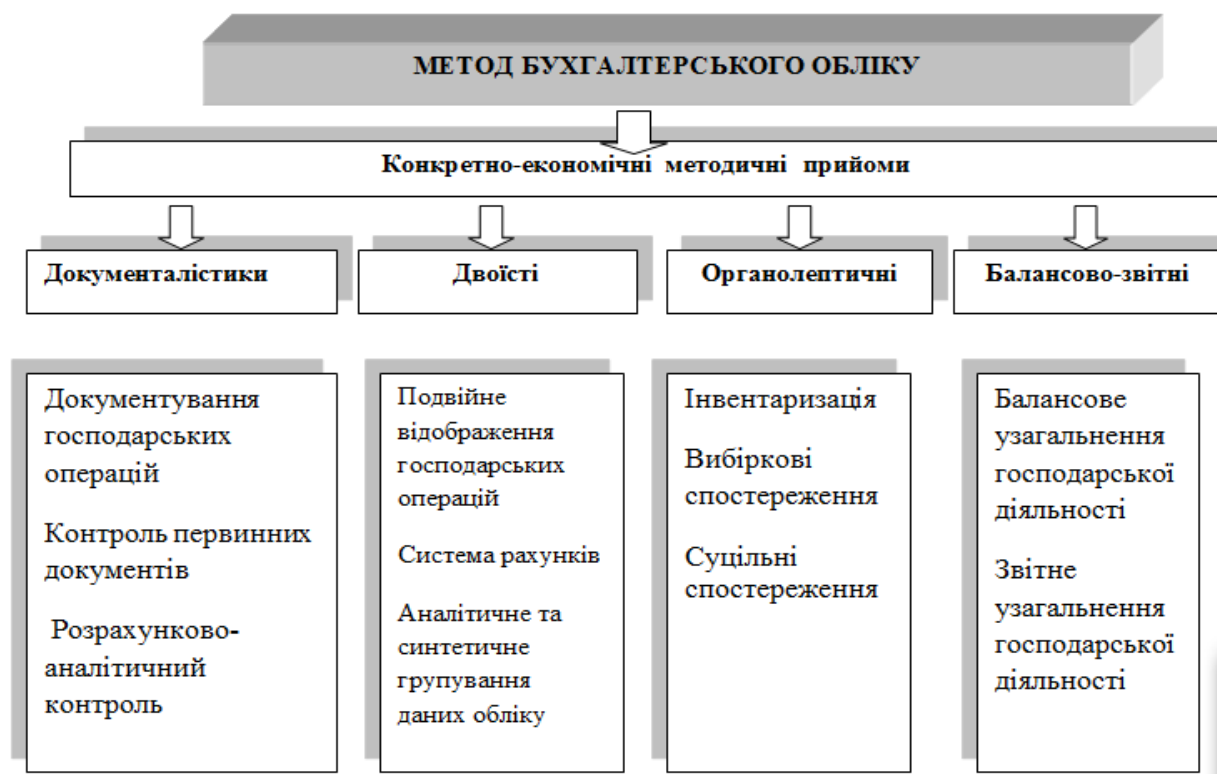 МЕТОД БУХГАЛТЕРСЬКОГО ОБЛІКУ
Конкретно-економічні методичні прийоми
Документалістики
Двоїсті
Органолептичні
Балансово-звітні
Документування
господарських
операцій
Контроль первинних
документів
Розрахунково-
аналітичний
контроль
Подвійне
відображення
господарських
операцій
Система рахунків
Аналітичне та
синтетичне
групування
даних обліку
Інвентаризація
Вибіркові
спостереження
Суцільні
спостереження
Балансове
узагальнення
господарської
діяльності
Звітне
узагальнення
господарської
діяльності